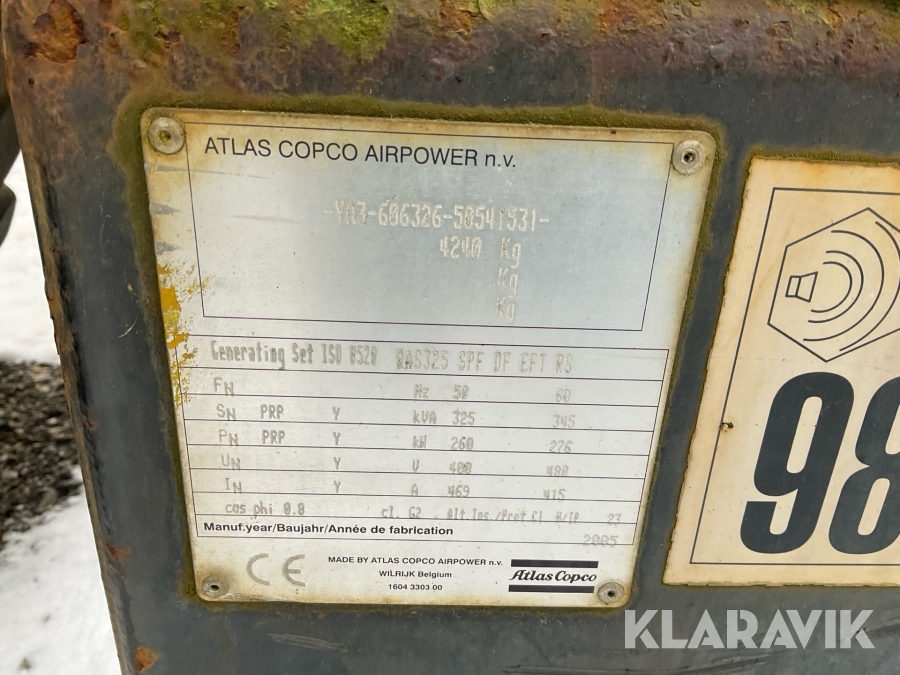 ATLAS COPCO AIRPOWER n.v.
-YA3-606326-50541931-
4240 Kg
Kg
Kg
Generating Set ISO 8528 QAS325 SPF DF EFT RS
FN Hz 50 60
SN PRP Y kVA 325 345
PN PRP Y kW 260 276
UN Y V 400 480
IN Y A 469 415
cos phi 0.8 cl. G2 Alt.Ins./Prot.Cl H/IP 23
Manuf.year/Baujahr/Année de fabrication 2005
CE
MADE BY ATLAS COPCO AIRPOWER n.v.
WILRIJK Belgium
1604 3303 00
Atlas Copco
98
KLARAVIK